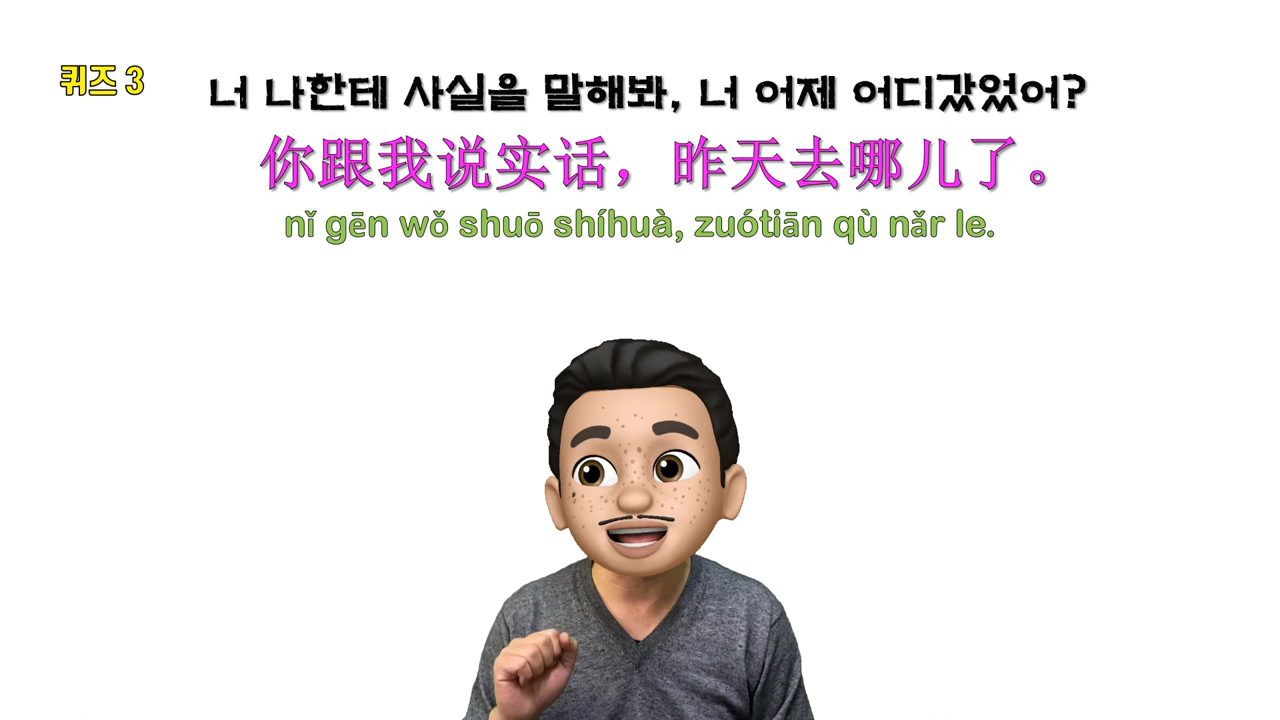 퀴즈 3
너 나한테 사실을 말해봐, 너 어제 어디갔었어?
你跟我说实话，昨天去哪儿了。
nǐ gēn wǒ shuō shíhuà, zuótiān qù nǎr le.